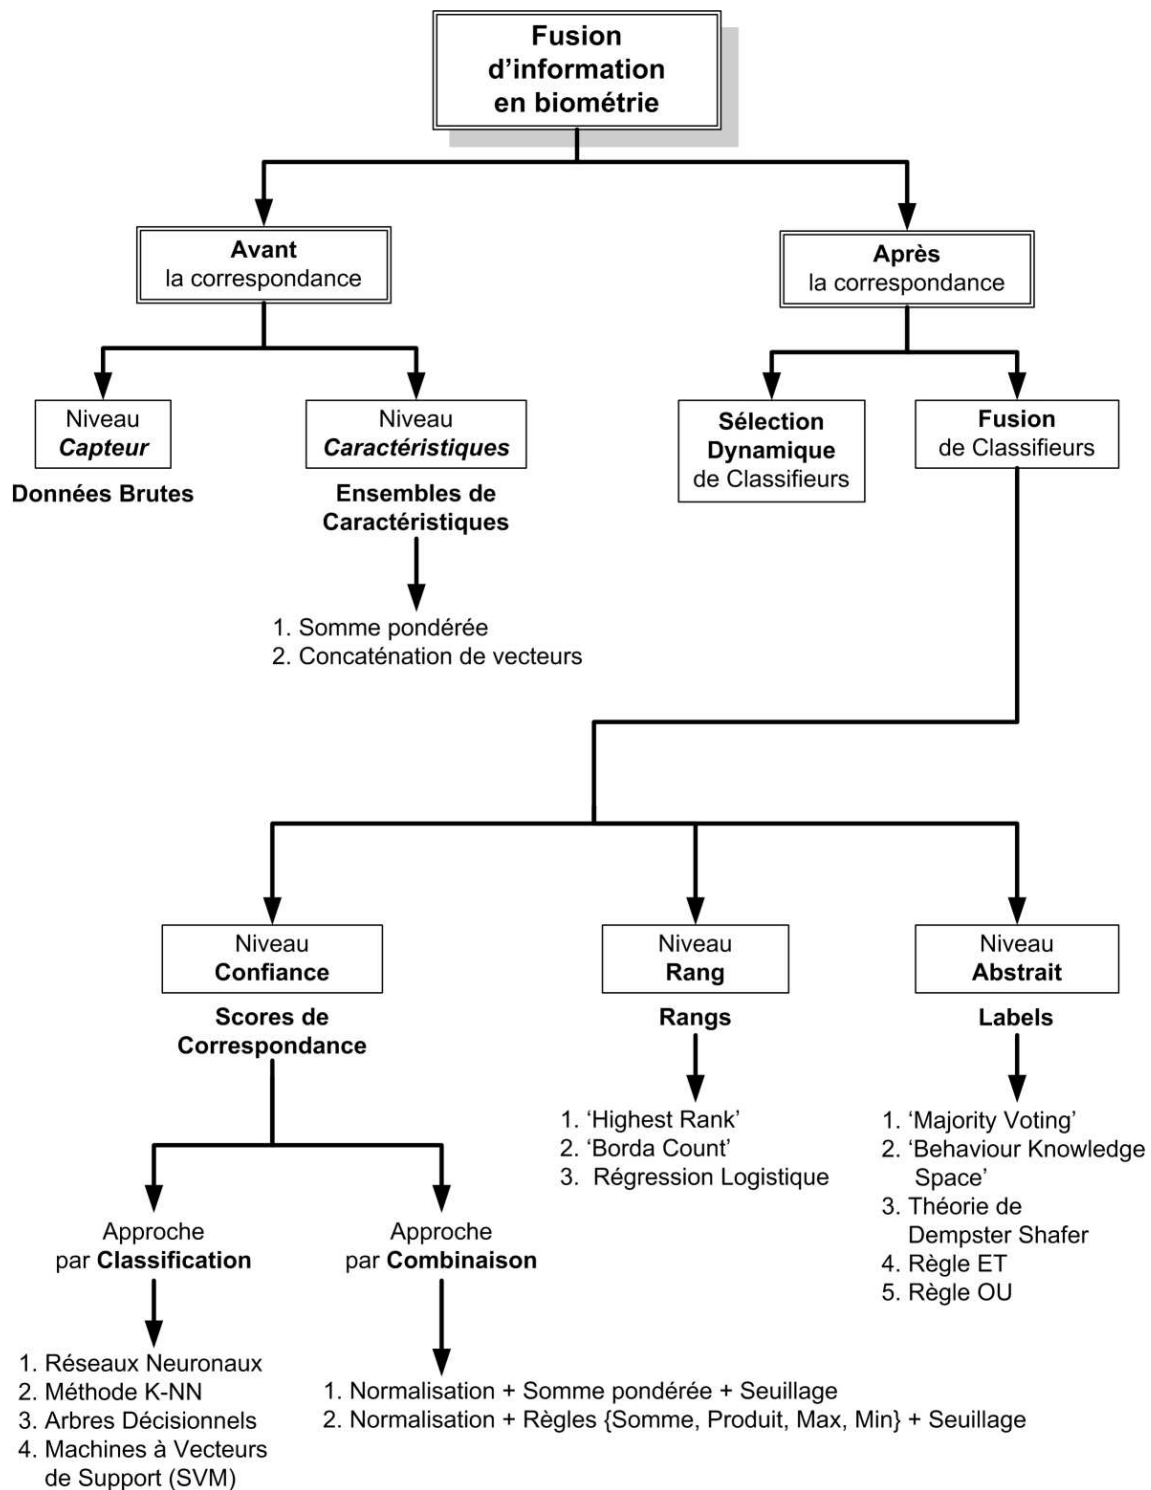 Fusion
d'information
en biométrie
Avant
la correspondance
Après
la correspondance
Niveau
Capteur
Données Brutes
Niveau
Caractéristiques
Ensembles de
Caractéristiques
1. Somme pondérée
2. Concaténation de vecteurs
Sélection
Dynamique
de Classifieurs
Fusion
de Classifieurs
Niveau
Confiance
Scores de
Correspondance
Niveau
Rang
Rangs
1. ‘Highest Rank’
2. ‘Borda Count’
3. Régression Logistique
Niveau
Abstrait
Labels
1. ‘Majority Voting’
2. ‘Behaviour Knowledge
Space’
3. Théorie de
Dempster Shafer
4. Règle ET
5. Règle OU
Approche
par Classification
1. Réseaux Neuronaux
2. Méthode K-NN
3. Arbres Décisionnels
4. Machines à Vecteurs
de Support (SVM)
Approche
par Combinaison
1. Normalisation + Somme pondérée + Seuillage
2. Normalisation + Règles {Somme, Produit, Max, Min} + Seuillage